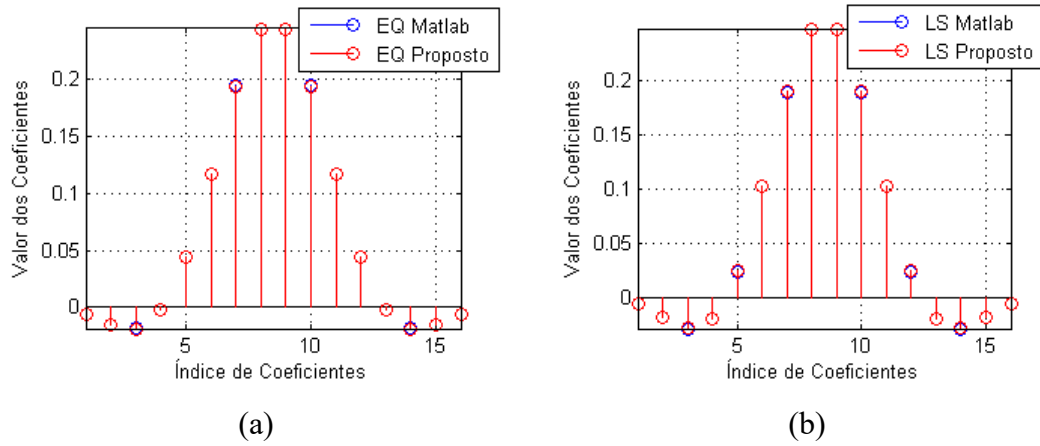 EQ Matlab
EQ Proposto
Valor dos Coeficientes
0.2
0.15
0.1
0.05
0
5 10 15
Índice de Coeficientes
(a)
LS Matlab
LS Proposto
Valor dos Coeficientes
0.2
0.15
0.1
0.05
0
5 10 15
Índice de Coeficientes
(b)